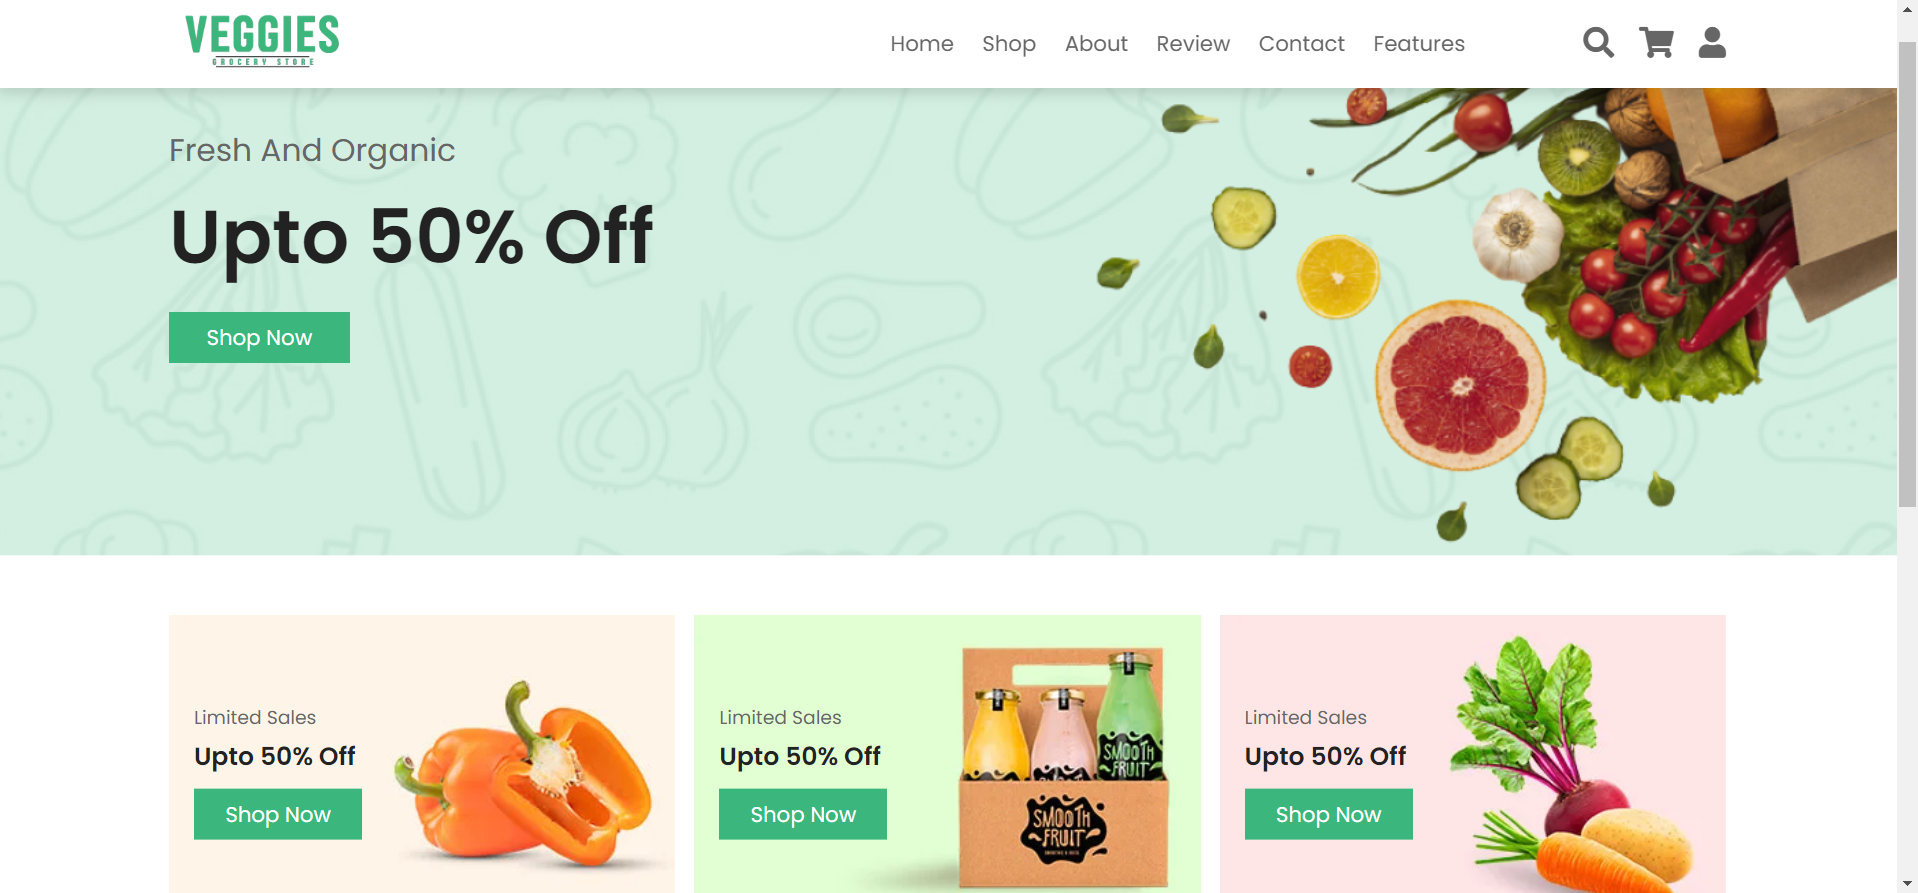 VEGGIES
GROCERY STORE
Home Shop About Review Contact Features
Fresh And Organic
Upto 50% Off
Shop Now
Limited Sales
Upto 50% Off
Shop Now
Limited Sales
Upto 50% Off
Shop Now
SMOOTH
FRUIT
SMOOTH
FRUIT
Limited Sales
Upto 50% Off
Shop Now